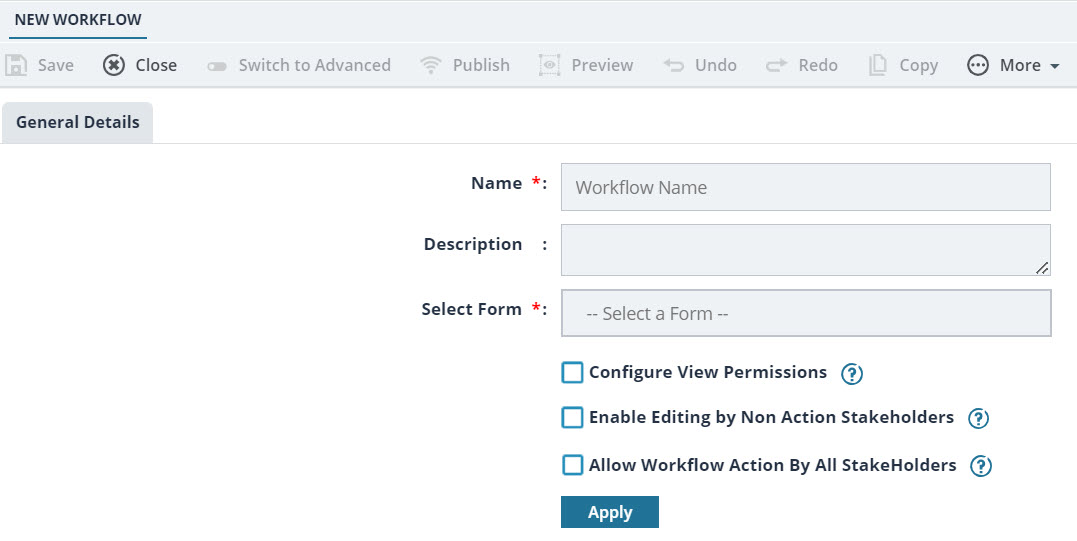 NEW WORKFLOW
Save Close Switch to Advanced Publish Preview Undo Redo Copy More
General Details
Name *: Workflow Name
Description :
Select Form *: -- Select a Form --
Configure View Permissions ?
Enable Editing by Non Action Stakeholders ?
Allow Workflow Action By All StakeHolders ?
Apply